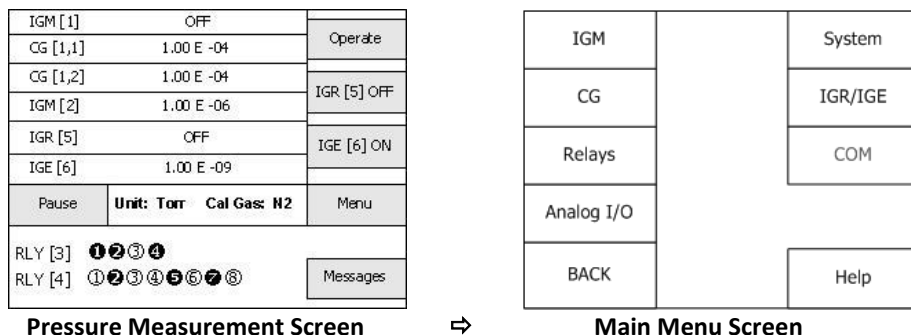 IGM [1] OFF
CG [1,1] 1.00 E -04
Operate
CG [1,2] 1.00 E -04
IGM [2] 1.00 E -06
IGR [5] OFF
IGR [5] OFF
IGE [6] ON
IGE [6] 1.00 E -09
Pause Unit: Torr Cal Gas: N2 Menu
RLY [3] ❶❷③❹
RLY [4] ①❷③④❺⑥❼⑧
Messages
Pressure Measurement Screen
⇨
IGM System
CG IGR/IGE
Relays COM
Analog I/O
BACK Help
Main Menu Screen